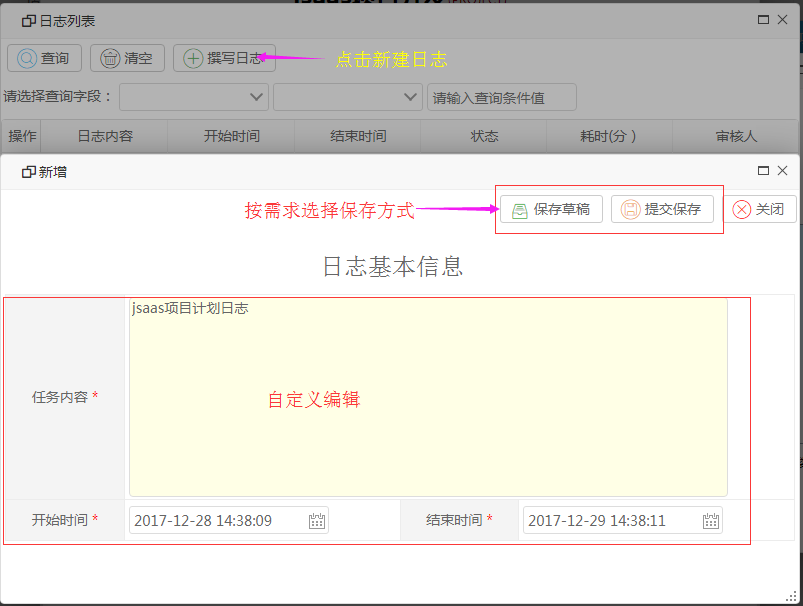 日志列表
查询 清空 撰写日志 点击新建日志
请选择查询字段： 请输入查询条件值
操作 日志内容 开始时间 结束时间 状态 耗时(分 ) 审核人
新增
按需求选择保存方式 保存草稿 提交保存 关闭
日志基本信息
jsaas项目计划日志
任务内容 * 自定义编辑
开始时间 * 2017-12-28 14:38:09 结束时间 * 2017-12-29 14:38:11